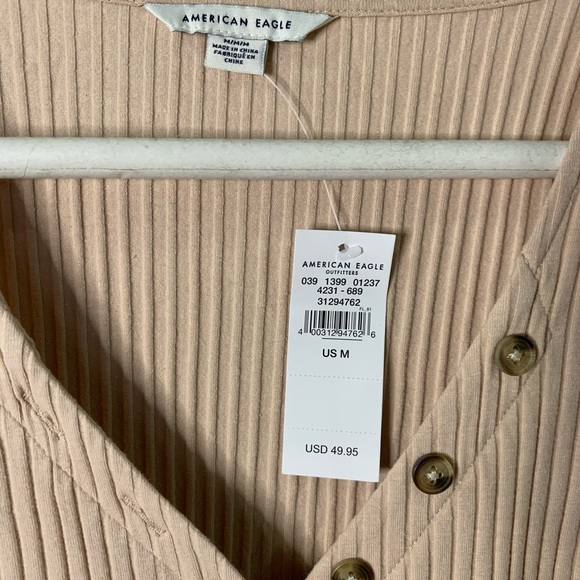 AMERICAN EAGLE
M/M/M
MADE IN CHINA
FABRIQUÉ EN
CHINE
AMERICAN EAGLE
OUTFITTERS
039 1399 01237
4231 - 689
31294762
FL_91
4 00312 94762 6
US M
USD 49.95